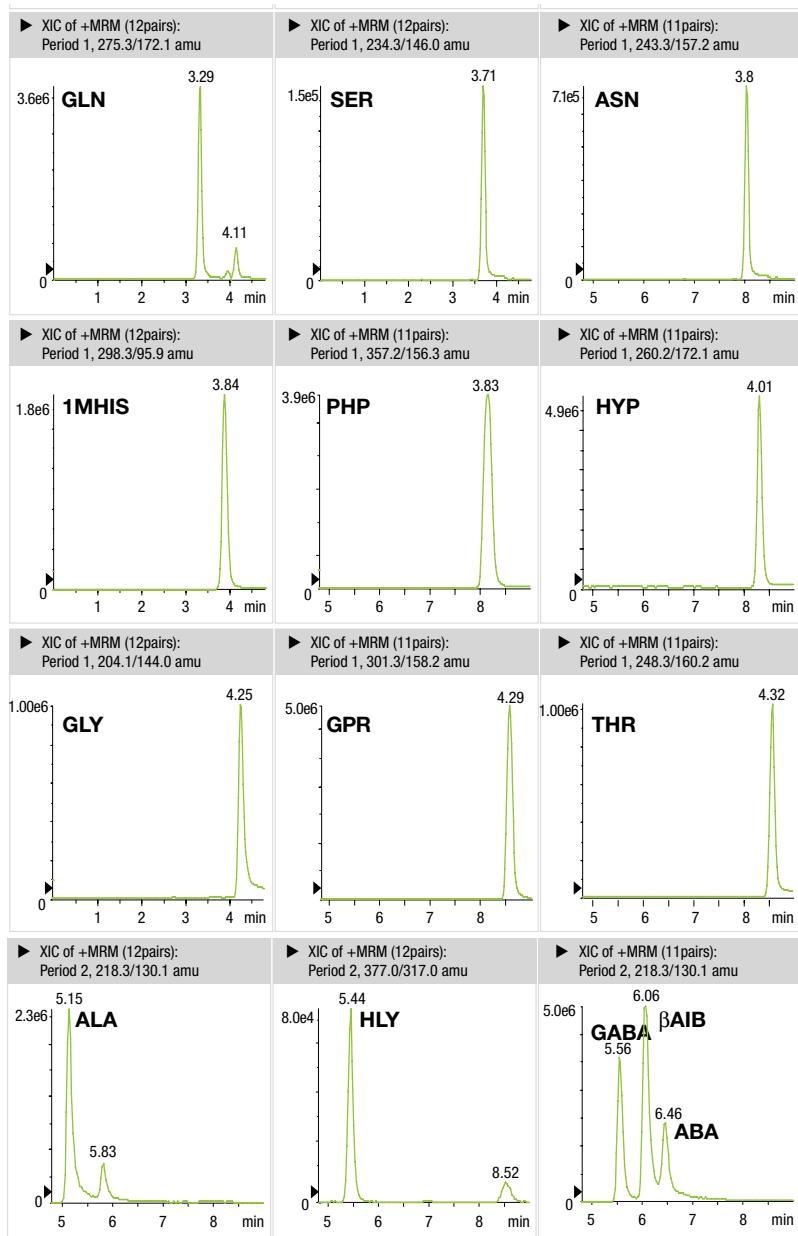 ▶ XIC of +MRM (12pairs):
Period 1, 275.3/172.1 amu
3.6e6
GLN
3.29
4.11
0
1 2 3 4 min
▶ XIC of +MRM (12pairs):
Period 1, 234.3/146.0 amu
1.5e5
SER
3.71
0
1 2 3 4 min
▶ XIC of +MRM (11pairs):
Period 1, 243.3/157.2 amu
7.1e5
ASN
3.8
0
5 6 7 8 min
▶ XIC of +MRM (12pairs):
Period 1, 298.3/95.9 amu
1.8e6
1MHIS
3.84
0
1 2 3 4 min
▶ XIC of +MRM (11pairs):
Period 1, 357.2/156.3 amu
3.9e6
PHP
3.83
0
5 6 7 8 min
▶ XIC of +MRM (11pairs):
Period 1, 260.2/172.1 amu
4.9e6
HYP
4.01
0
5 6 7 8 min
▶ XIC of +MRM (12pairs):
Period 1, 204.1/144.0 amu
1.00e6
GLY
4.25
0
1 2 3 4 min
▶ XIC of +MRM (11pairs):
Period 1, 301.3/158.2 amu
5.0e6
GPR
4.29
0
5 6 7 8 min
▶ XIC of +MRM (11pairs):
Period 1, 248.3/160.2 amu
1.00e6
THR
4.32
0
5 6 7 8 min
▶ XIC of +MRM (12pairs):
Period 2, 218.3/130.1 amu
5.15
2.3e6
ALA
5.83
0
5 6 7 8 min
▶ XIC of +MRM (12pairs):
Period 2, 377.0/317.0 amu
5.44
8.0e4
HLY
8.52
0
5 6 7 8 min
▶ XIC of +MRM (11pairs):
Period 2, 218.3/130.1 amu
6.06
5.0e6
GABA βAIB
5.56
6.46
ABA
0
5 6 7 8 min